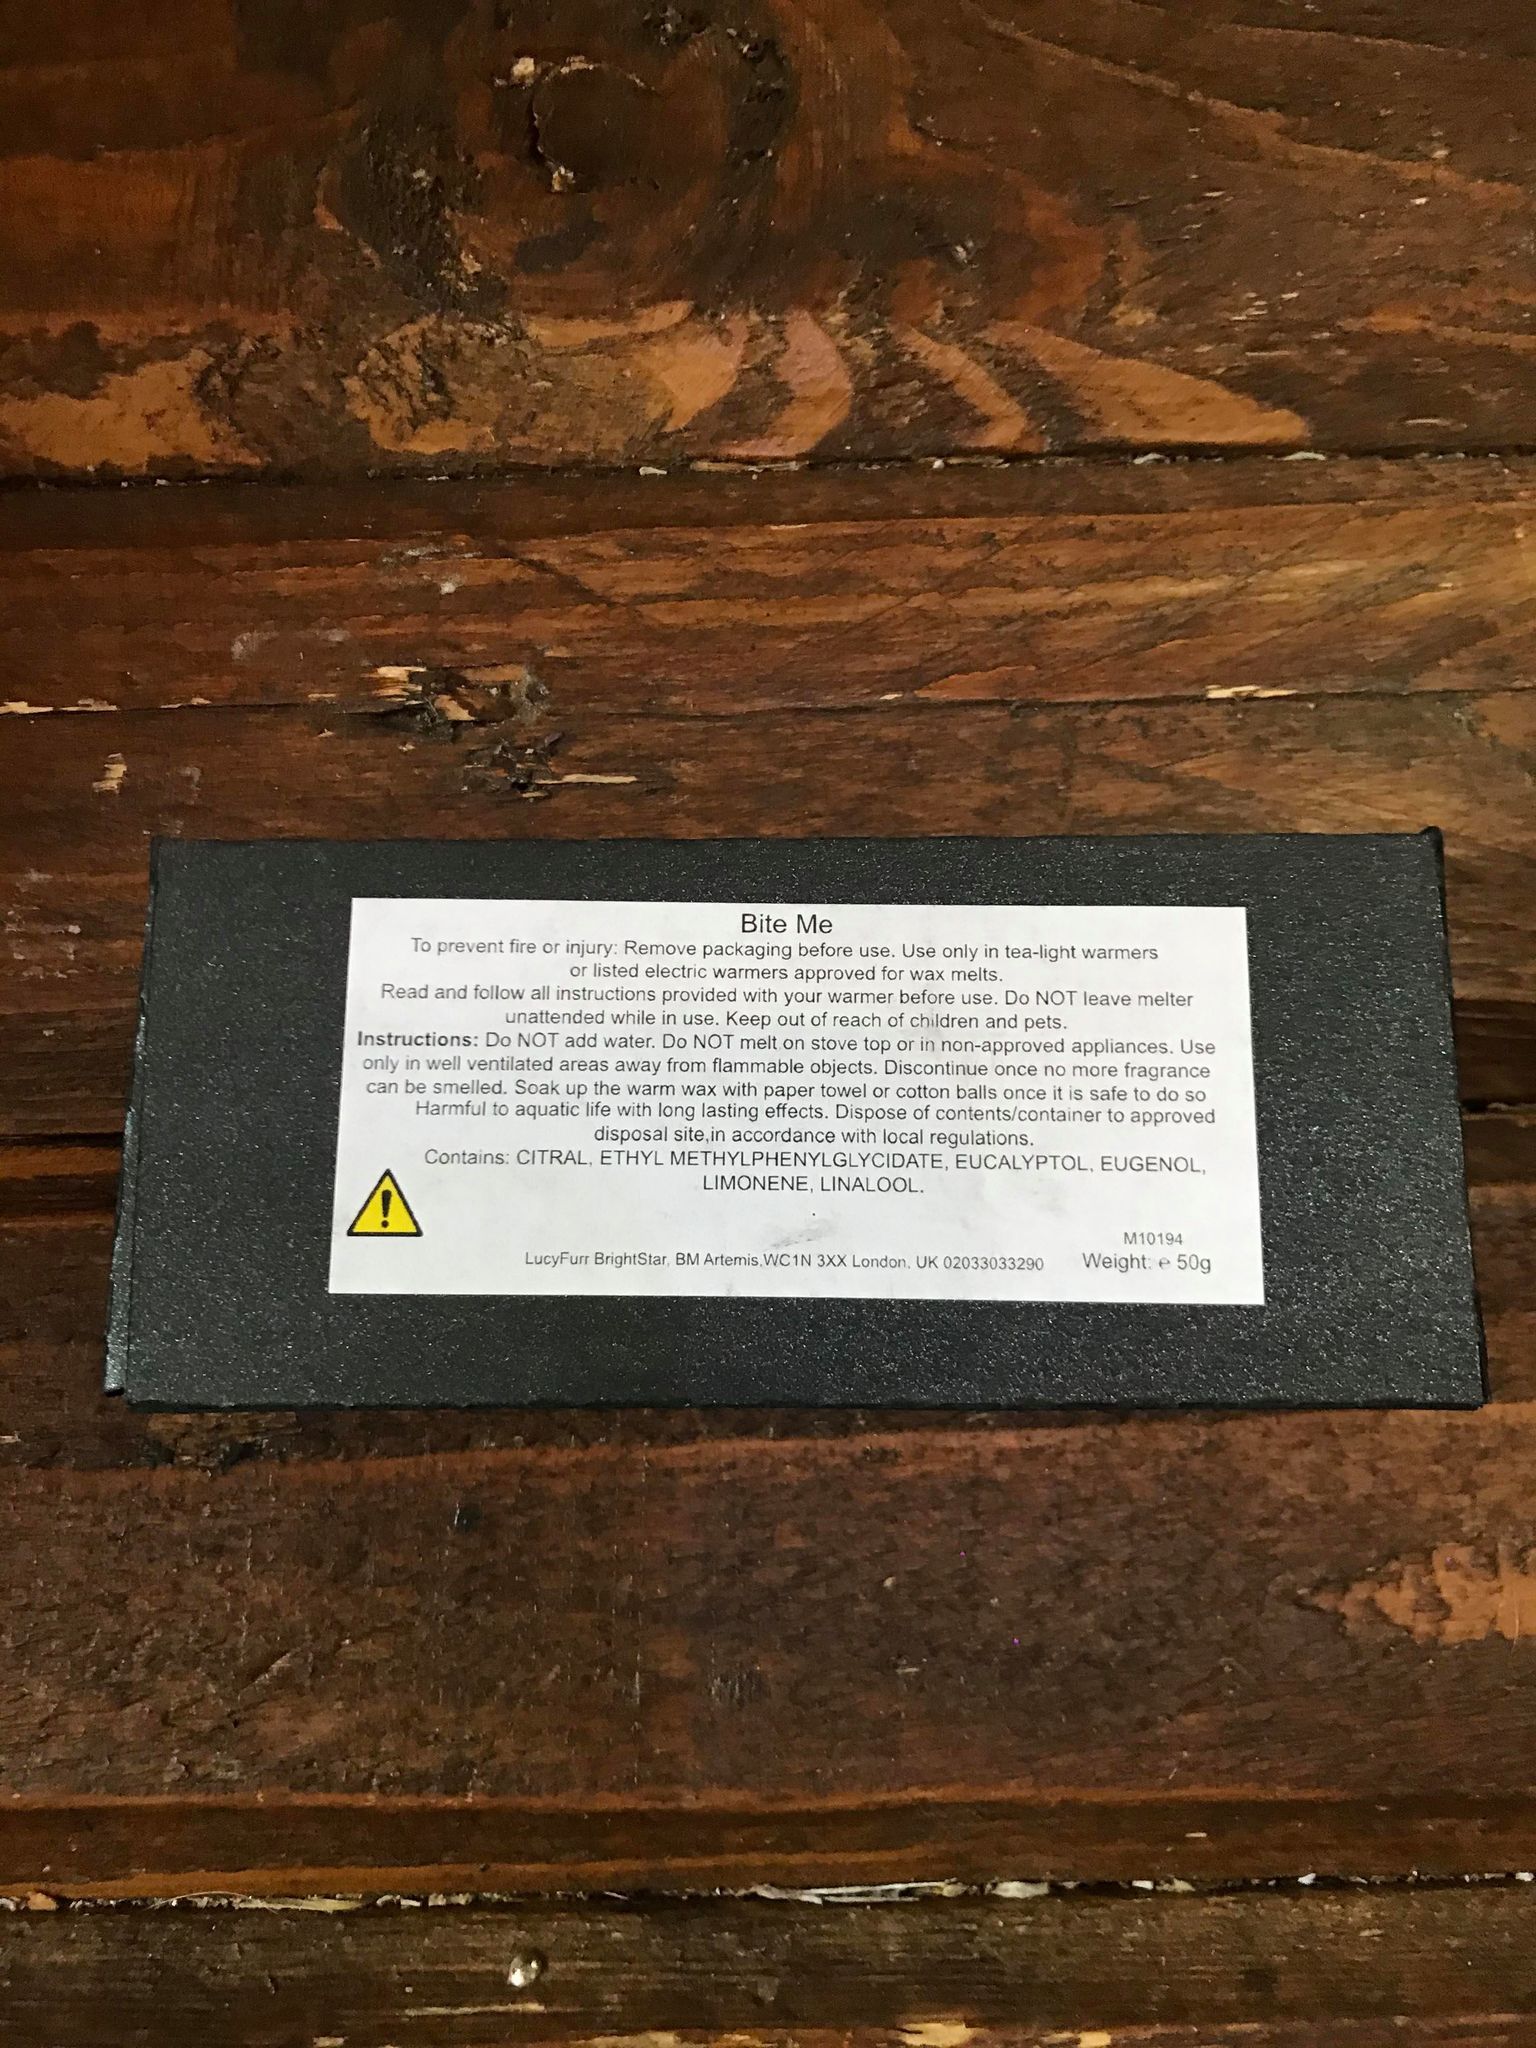 Bite Me
To prevent fire or injury: Remove packaging before use. Use only in tea-light warmers
or listed electric warmers approved for wax melts.
Read and follow all instructions provided with your warmer before use. Do NOT leave melter
unattended while in use. Keep out of reach of children and pets.
Instructions: Do NOT add water. Do NOT melt on stove top or in non-approved appliances. Use
only in well ventilated areas away from flammable objects. Discontinue once no more fragrance
can be smelled. Soak up the warm wax with paper towel or cotton balls once it is safe to do so
Harmful to aquatic life with long lasting effects. Dispose of contents/container to approved
disposal site,in accordance with local regulations.
Contains: CITRAL, ETHYL METHYLPHENYLGLYCIDATE, EUCALYPTOL, EUGENOL,
LIMONENE, LINALOOL.
M10194
LucyFurr BrightStar, BM Artemis,WC1N 3XX London, UK 02033033290 Weight: ℮ 50g